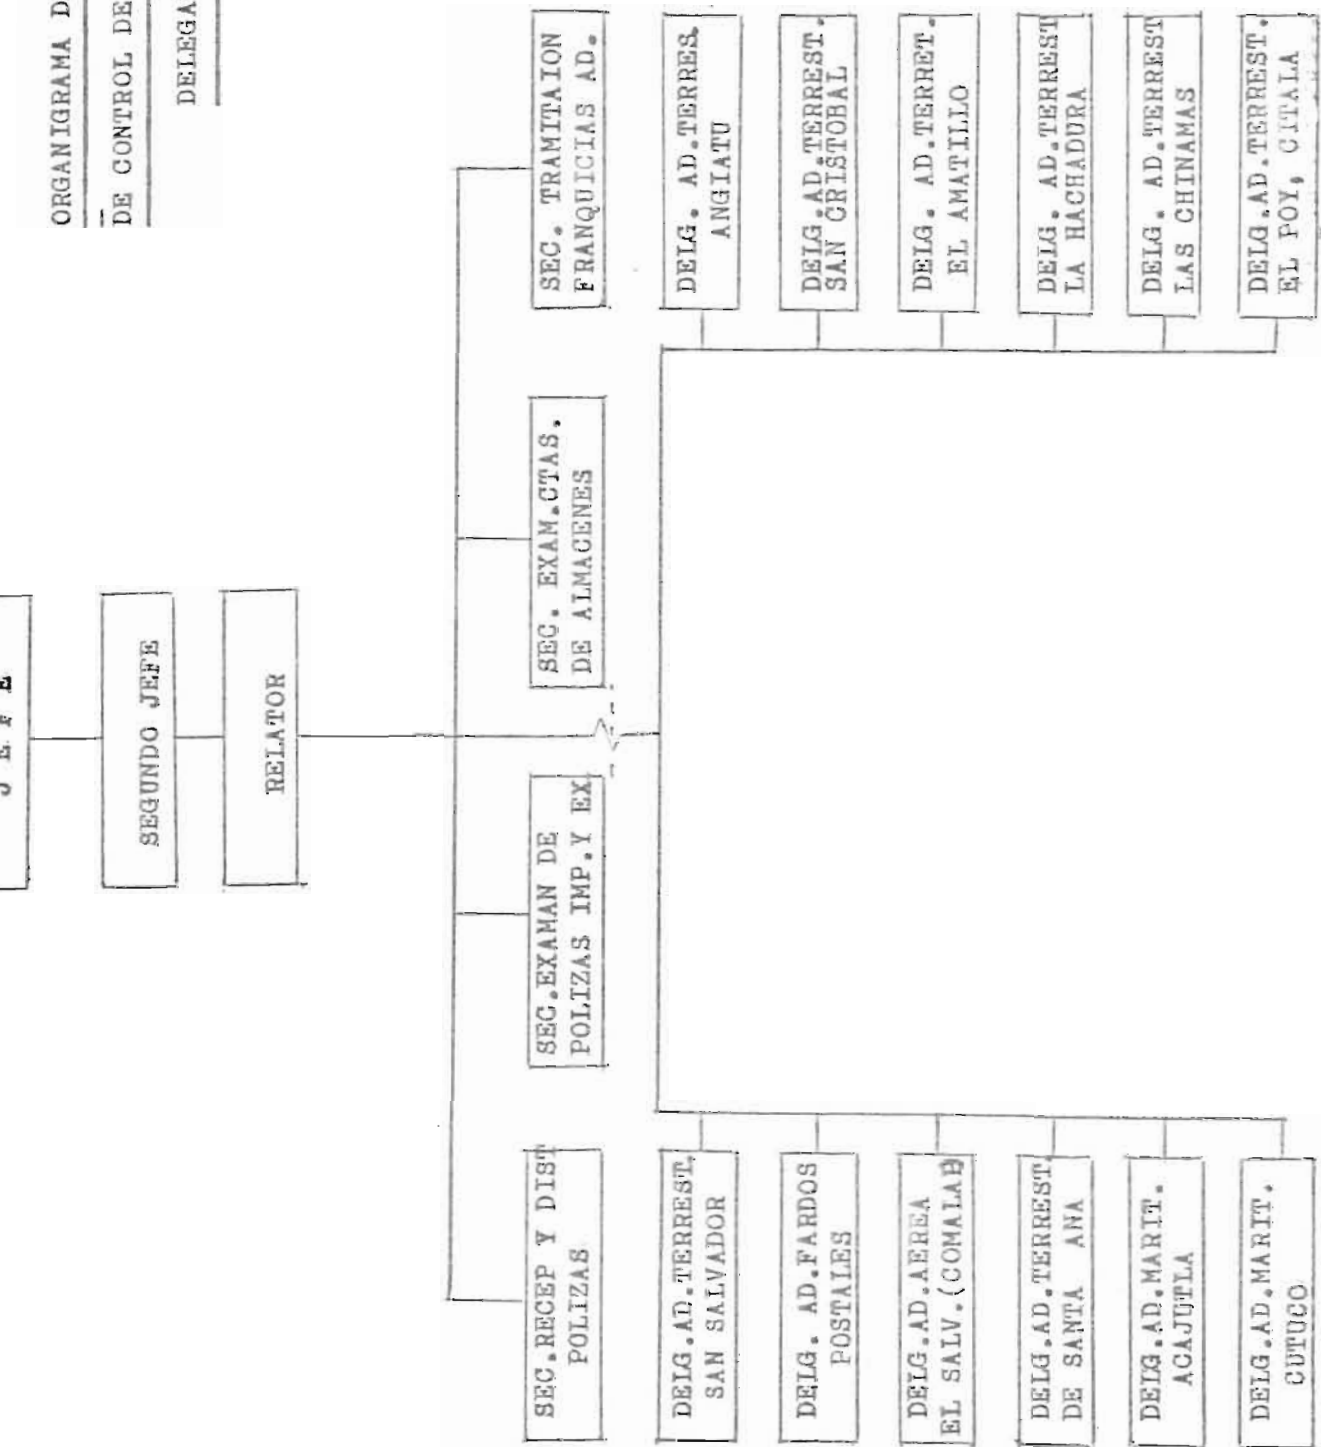 ORGANIGRAMA D
DE CONTROL DE
DELEGA
J E F E
SEGUNDO JEFE
RELATOR
SEC.RECEP Y DIST
POLIZAS
SEC.EXAMAN DE
POLIZAS IMP.Y EX
SEC. EXAM.CTAS.
DE ALMACENES
SEC. TRAMITAION
FRANQUICIAS AD.
DELG.AD.TERREST.
SAN SALVADOR
DELG. AD.FARDOS
POSTALES
DELG.AD.AEREA
EL SALV.(COMALAP
DELG.AD.TERREST.
DE SANTA ANA
DELG.AD.MARIT.
ACAJUTLA
DELG.AD.MARIT.
CUTUCO
DELG. AD.TERRES.
ANGIATU
DELG.AD.TERREST.
SAN CRISTOBAL
DELG. AD.TERRET.
EL AMATILLO
DELG. AD.TERREST
LA HACHADURA
DELG. AD.TERREST
LAS CHINAMAS
DELG.AD.TERREST.
EL POY, CITALA